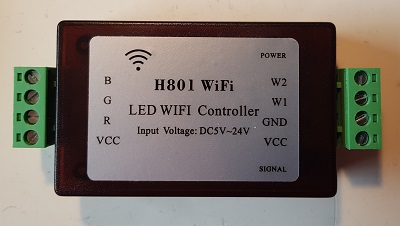 POWER
B
G
R
VCC
H801 WiFi
LED WIFI Controller
Input Voltage: DC5V~24V
W2
W1
GND
VCC
SIGNAL